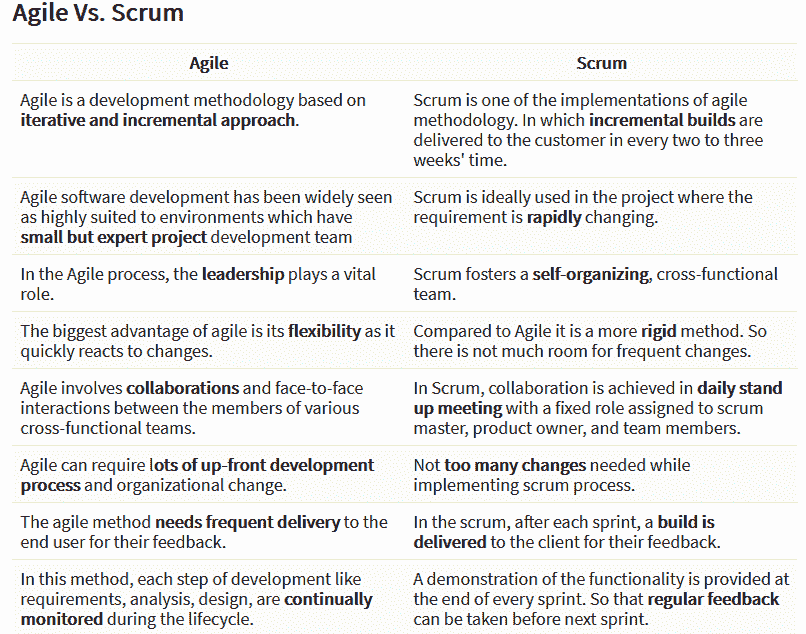 Agile Vs. Scrum
Agile
Scrum
Agile is a development methodology based on
iterative and incremental approach.
Scrum is one of the implementations of agile
methodology. In which incremental builds are
delivered to the customer in every two to three
weeks' time.
Agile software development has been widely seen
as highly suited to environments which have
small but expert project development team
Scrum is ideally used in the project where the
requirement is rapidly changing.
In the Agile process, the leadership plays a vital
role.
Scrum fosters a self-organizing, cross-functional
team.
The biggest advantage of agile is its flexibility as it
quickly reacts to changes.
Compared to Agile it is a more rigid method. So
there is not much room for frequent changes.
Agile involves collaborations and face-to-face
interactions between the members of various
cross-functional teams.
In Scrum, collaboration is achieved in daily stand
up meeting with a fixed role assigned to scrum
master, product owner, and team members.
Agile can require lots of up-front development
process and organizational change.
Not too many changes needed while
implementing scrum process.
The agile method needs frequent delivery to the
end user for their feedback.
In the scrum, after each sprint, a build is
delivered to the client for their feedback.
In this method, each step of development like
requirements, analysis, design, are continually
monitored during the lifecycle.
A demonstration of the functionality is provided at
the end of every sprint. So that regular feedback
can be taken before next sprint.